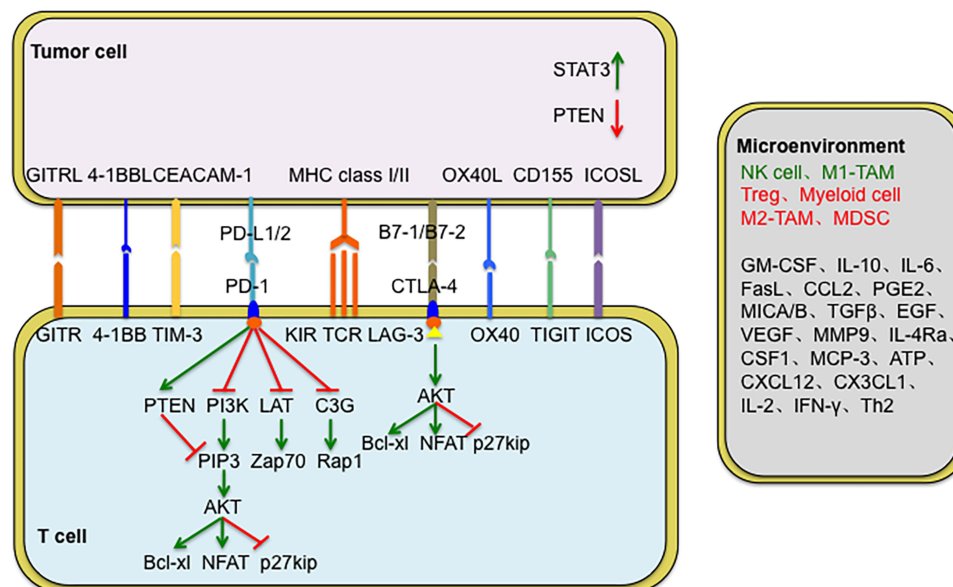 Tumor cell
STAT3
PTEN
GITRL 4-1BBLCEACAM-1 MHC class I/II OX40L CD155 ICOSL
PD-L1/2 B7-1/B7-2
PD-1 CTLA-4
GITR 4-1BB TIM-3 KIR TCR LAG-3 OX40 TIGIT ICOS
PTEN PI3K LAT C3G
AKT
Bcl-xl NFAT p27kip
PIP3 Zap70 Rap1
AKT
T cell
Bcl-xl NFAT p27kip
Microenvironment
NK cell、M1-TAM
Treg、Myeloid cell
M2-TAM、MDSC
GM-CSF、IL-10、IL-6、
FasL、CCL2、PGE2、
MICA/B、TGFβ、EGF、
VEGF、MMP9、IL-4Ra、
CSF1、MCP-3、ATP、
CXCL12、CX3CL1、
IL-2、IFN-γ、Th2